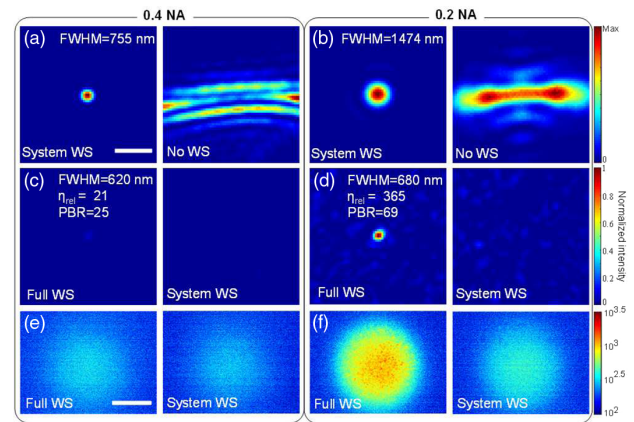 0.4 NA
0.2 NA
(a)
FWHM=755 nm
System WS
No WS
(b)
FWHM=1474 nm
System WS
No WS
Max
0
(c)
FWHM=620 nm
ηrel = 21
PBR=25
Full WS
System WS
(d)
FWHM=680 nm
ηrel = 365
PBR=69
Full WS
System WS
1
0.8
0.6
0.4
0.2
0
Normalized intensity
(e)
Full WS
System WS
(f)
Full WS
System WS
10^3.5
10^3
10^2.5
10^2